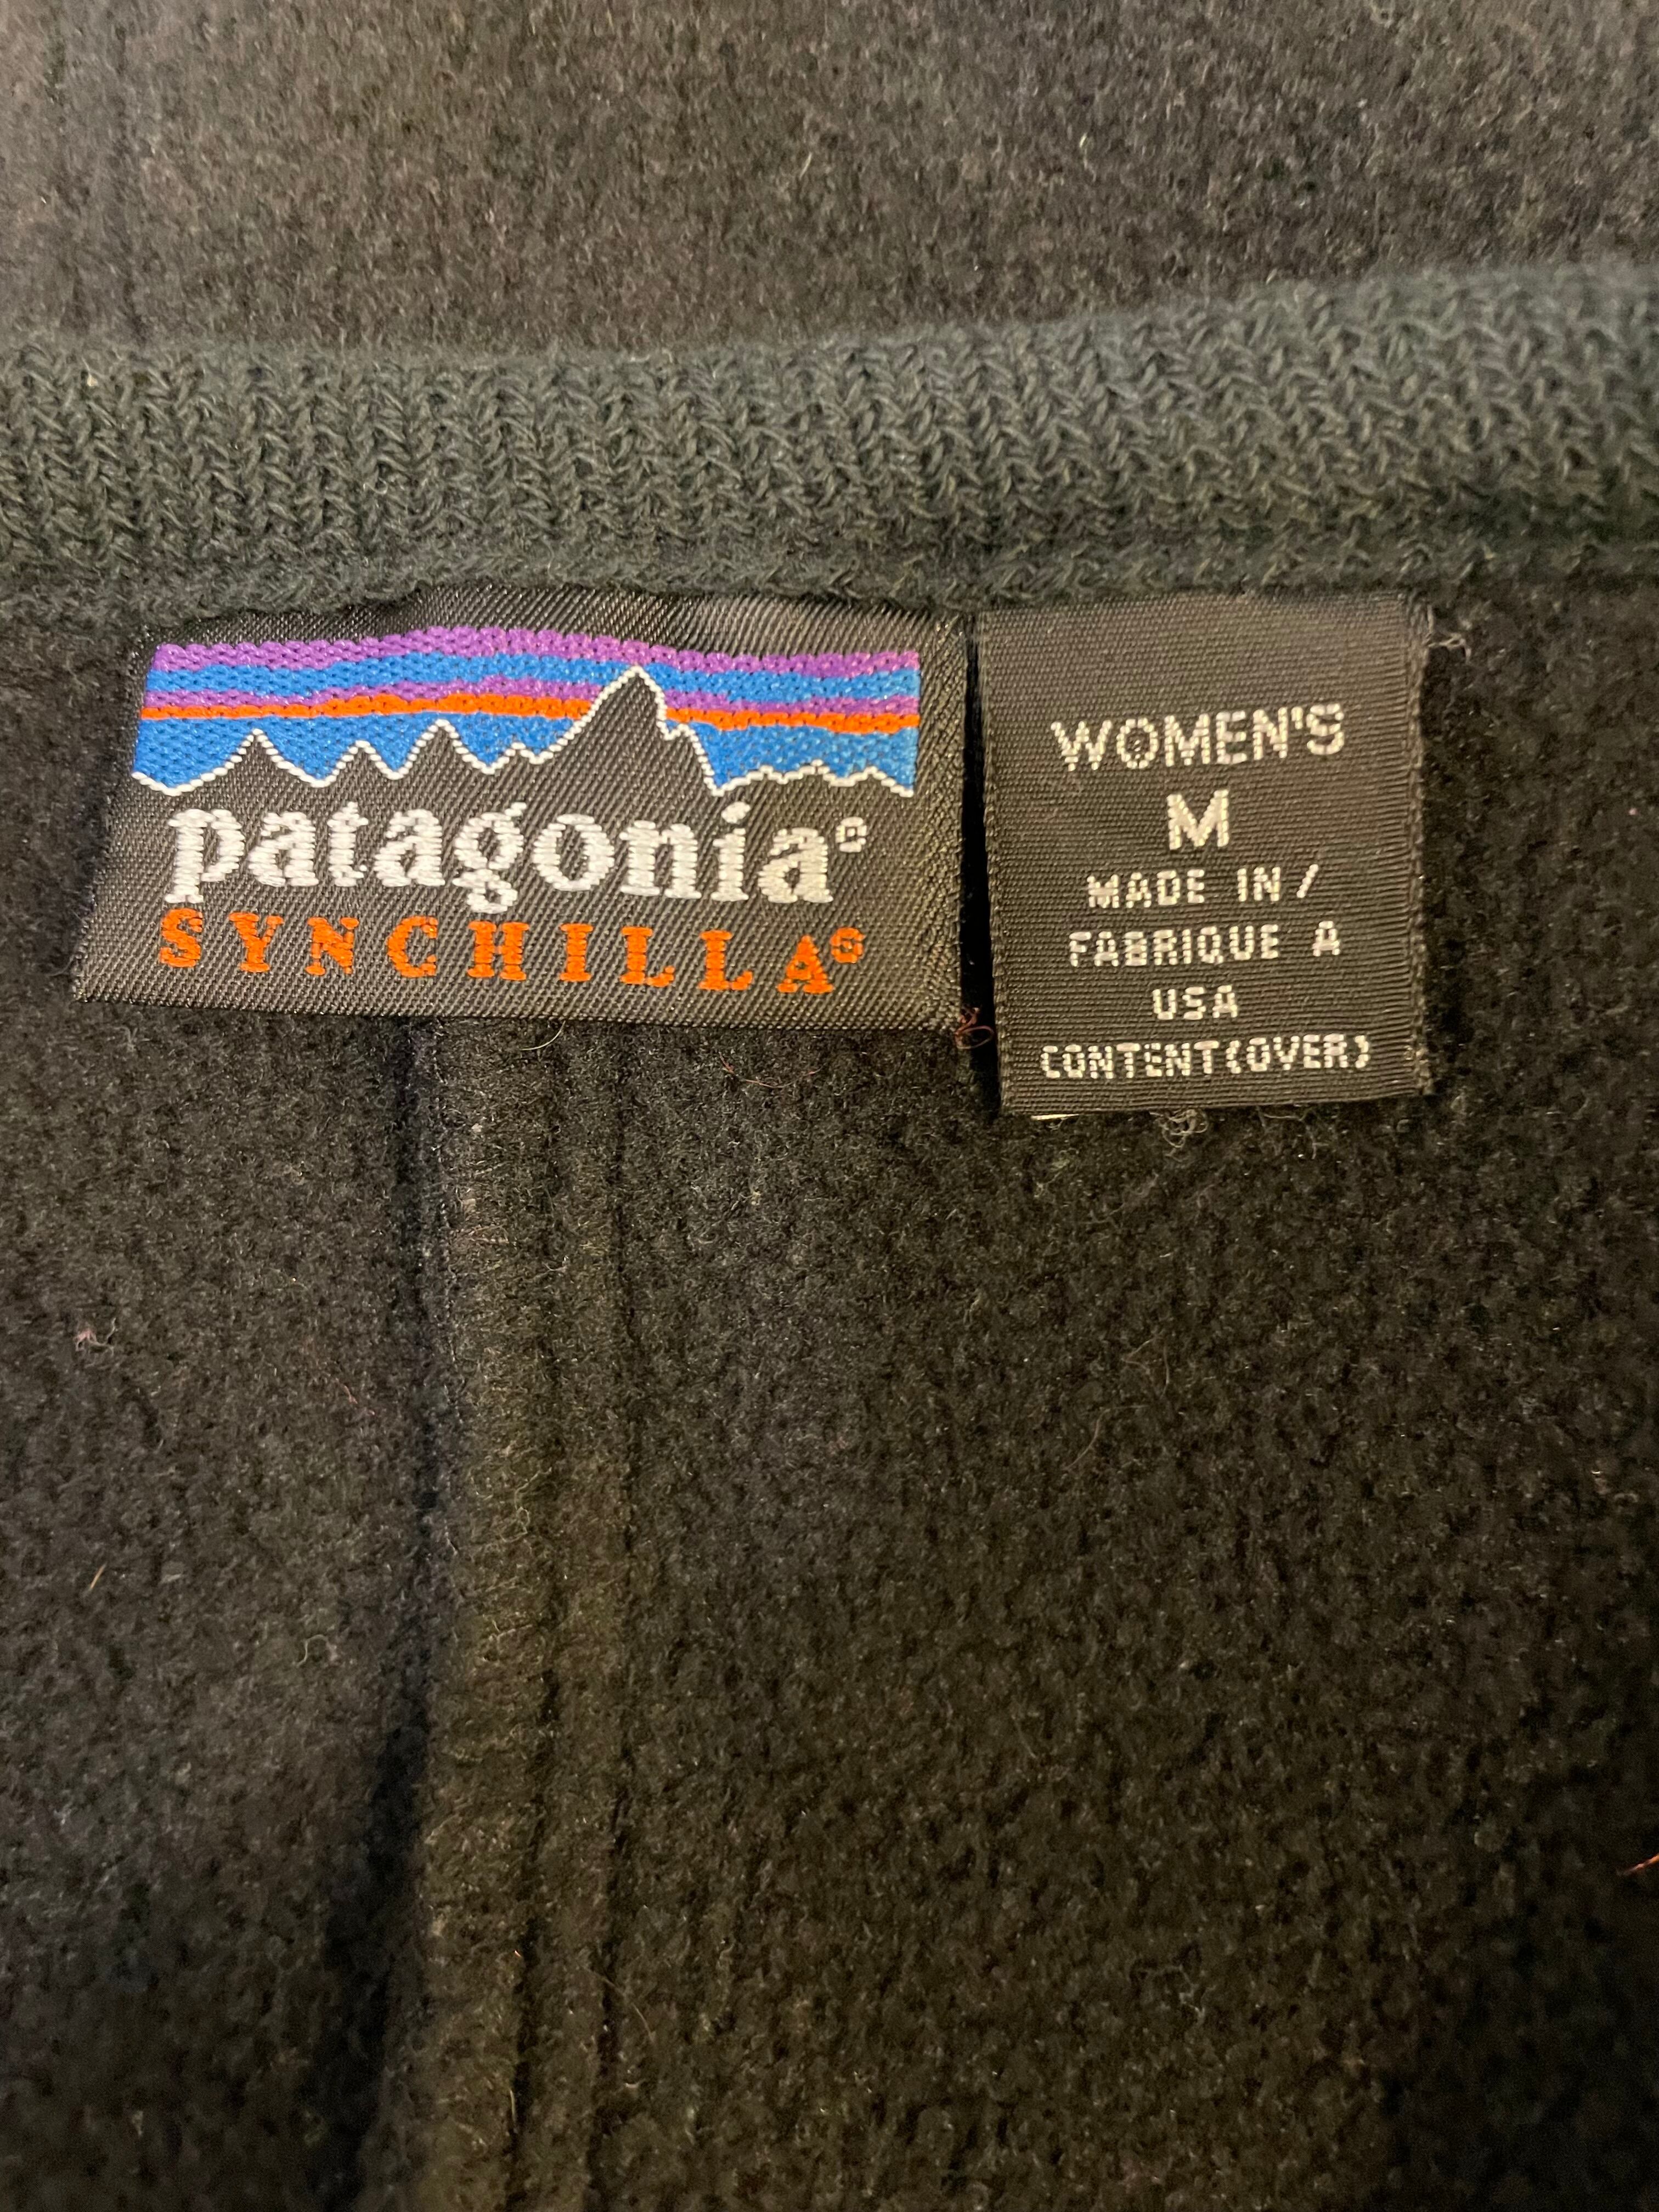 patagonia®
SYNCHILLA®
WOMEN'S
M
MADE IN /
FABRIQUE A
USA
CONTENT(OVER)